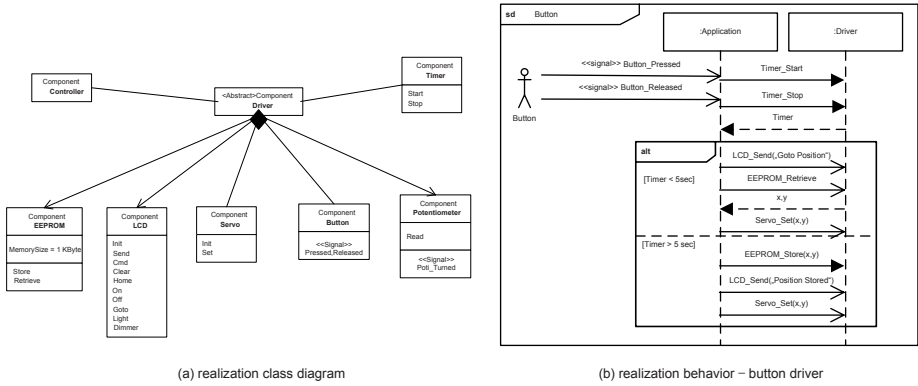 Component
Controller
<Abstract>Component
Driver
Component
Timer
Start
Stop
Component
EEPROM
MemorySize = 1 KByte
Store
Retrieve
Component
LCD
Init
Send
Cmd
Clear
Home
On
Off
Goto
Light
Dimmer
Component
Servo
Init
Set
Component
Button
<<Signal>>
Pressed,Released
Component
Potentiometer
Read
<<Signal>>
Poti_Turned
(a) realization class diagram
sd Button
:Application
:Driver
Button
<<signal>> Button_Pressed
Timer_Start
<<signal>> Button_Released
Timer_Stop
Timer
alt
[Timer < 5sec]
LCD_Send(„Goto Position“)
EEPROM_Retrieve
x,y
Servo_Set(x,y)
[Timer > 5 sec]
EEPROM_Store(x,y)
LCD_Send(„Position Stored“)
Servo_Set(x,y)
(b) realization behavior – button driver